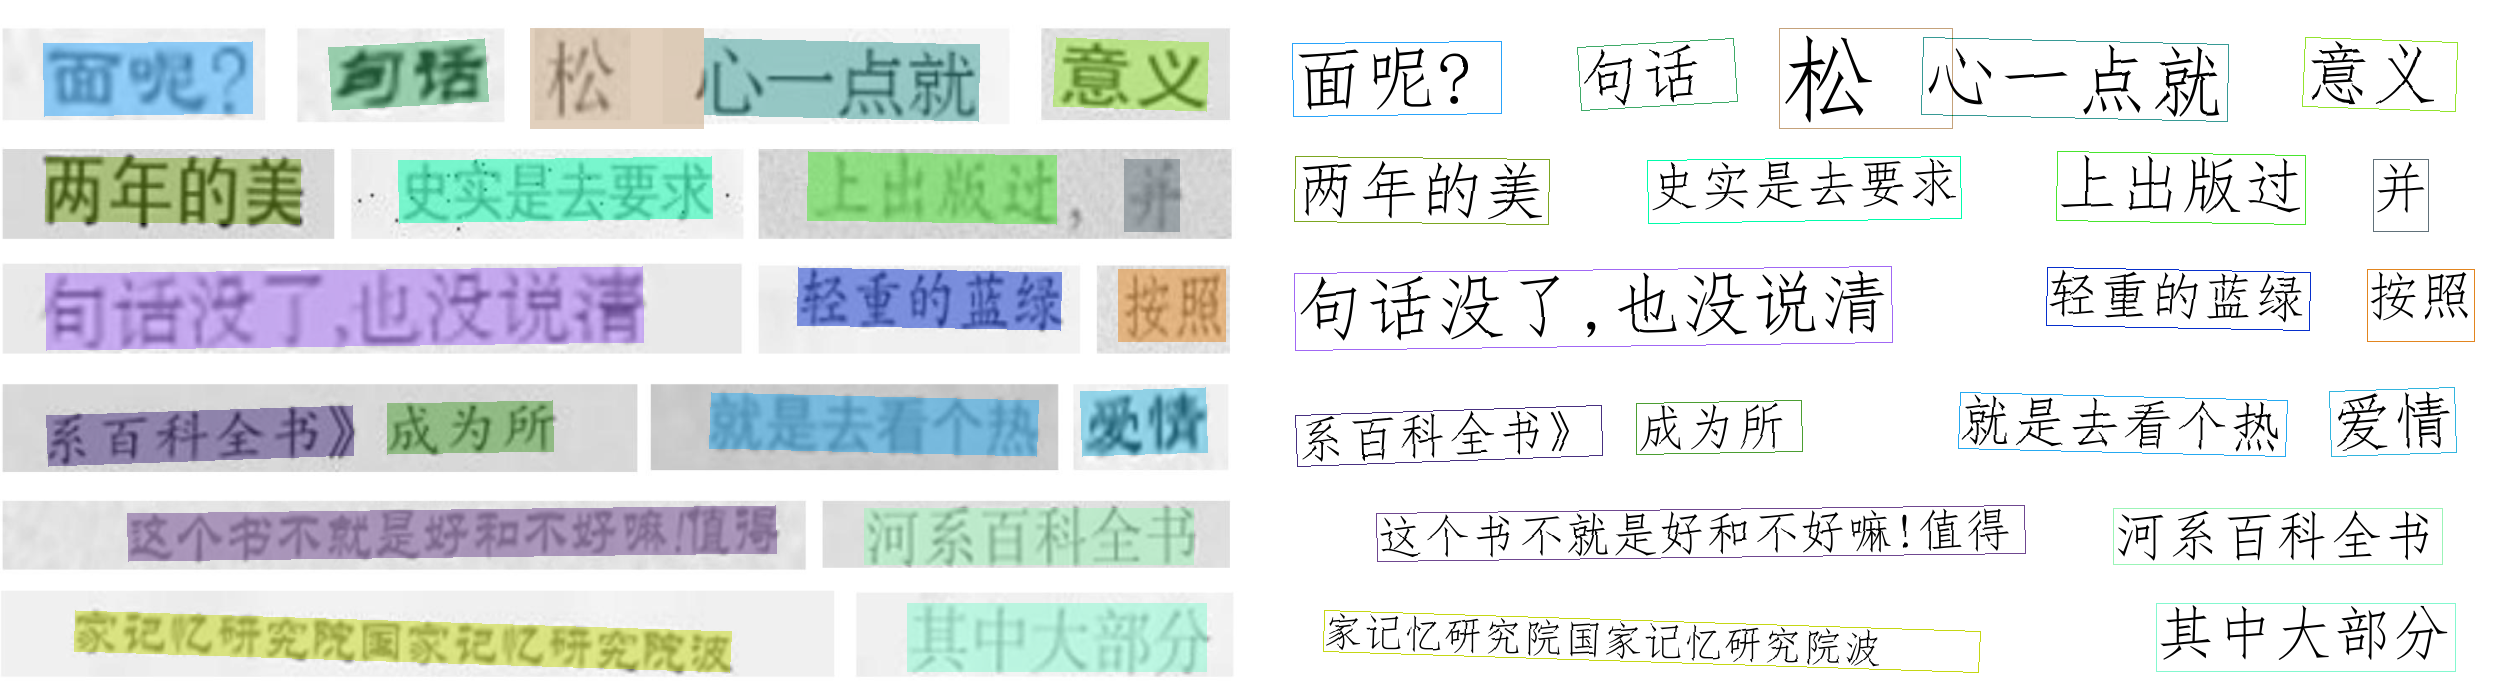 面呢? 句话 松 心一点就 意义 面呢? 句话 松 心一点就 意义
两年的美 史实是去要求 上出版过, 并 两年的美 史实是去要求 上出版过 并
句话没了,也没说清 轻重的蓝绿 按照 句话没了,也没说清 轻重的蓝绿 按照
系百科全书》 成为所 就是去看个热 爱情 系百科全书》 成为所 就是去看个热 爱情
这个书不就是好和不好嘛!值得 河系百科全书 这个书不就是好和不好嘛!值得 河系百科全书
家记忆研究院国家记忆研究院波 其中大部分 家记忆研究院国家记忆研究院波 其中大部分